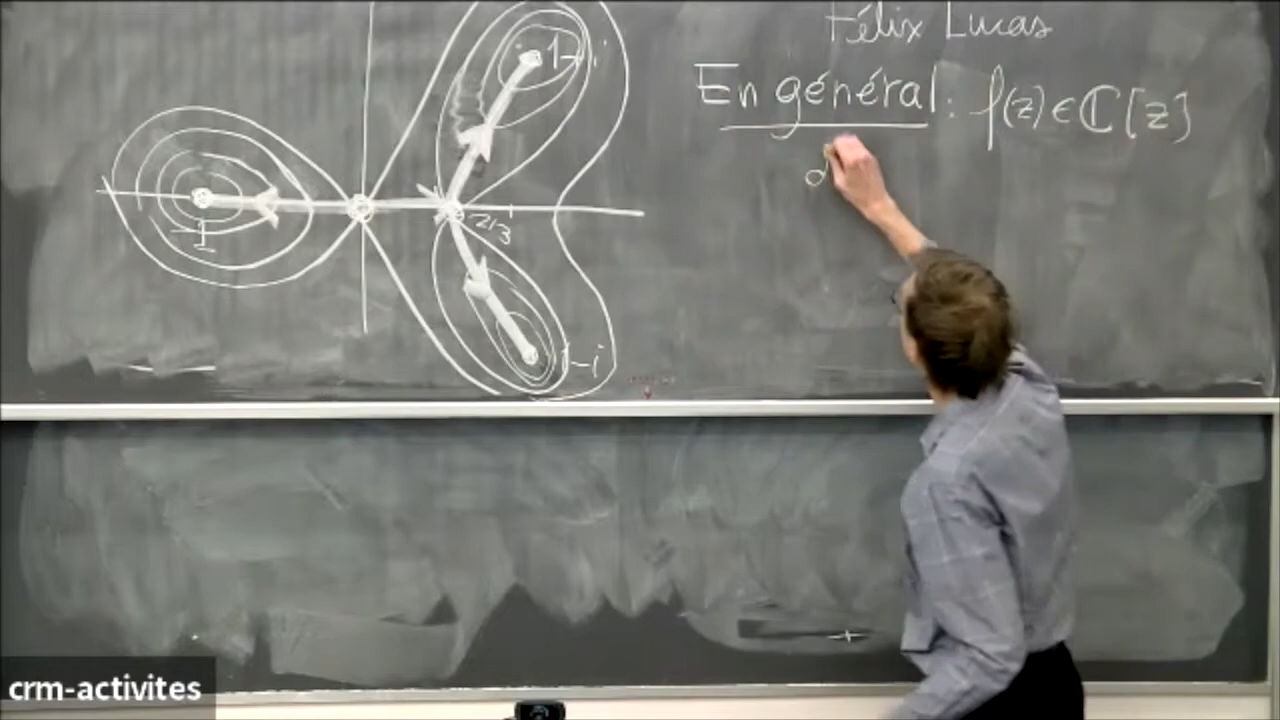 Félix Lucas
En général: f(z) ∈ ℂ[z]
d
1+i
-1
2/3
1-i
crm-activites